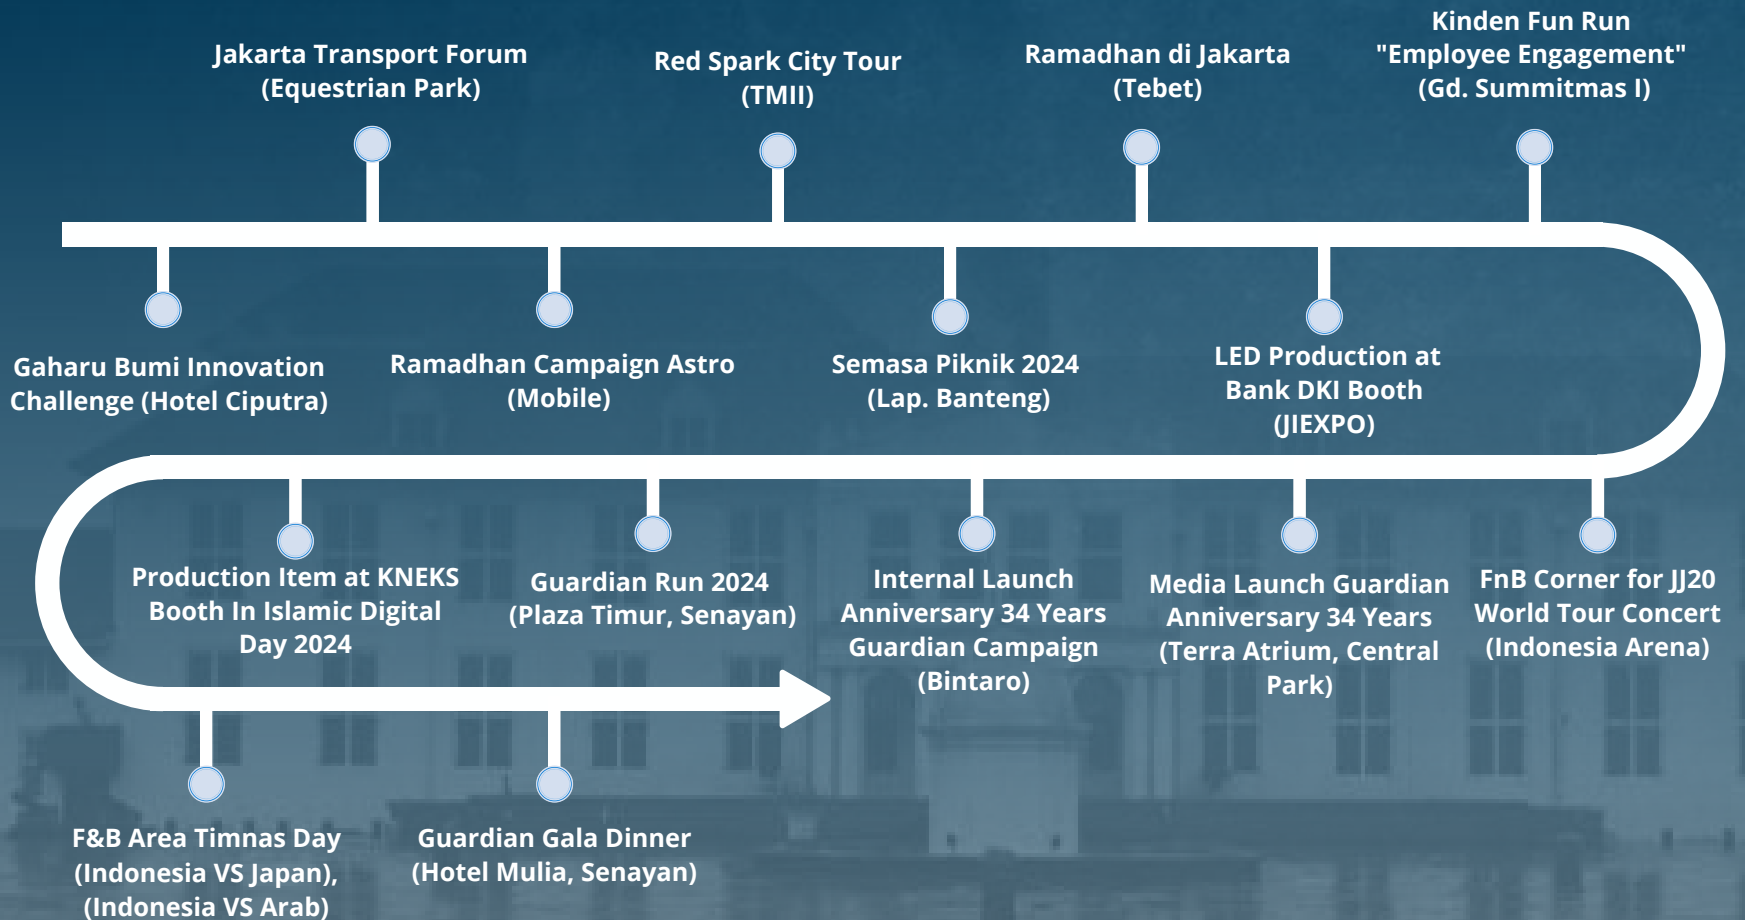 Gaharu Bumi Innovation
Challenge (Hotel Ciputra)
Jakarta Transport Forum
(Equestrian Park)
Ramadhan Campaign Astro
(Mobile)
Red Spark City Tour
(TMII)
Semasa Piknik 2024
(Lap. Banteng)
Ramadhan di Jakarta
(Tebet)
LED Production at
Bank DKI Booth
(JIEXPO)
Kinden Fun Run
"Employee Engagement"
(Gd. Summitmas I)
FnB Corner for JJ20
World Tour Concert
(Indonesia Arena)
Media Launch Guardian
Anniversary 34 Years
(Terra Atrium, Central
Park)
Internal Launch
Anniversary 34 Years
Guardian Campaign
(Bintaro)
Guardian Run 2024
(Plaza Timur, Senayan)
Production Item at KNEKS
Booth In Islamic Digital
Day 2024
F&B Area Timnas Day
(Indonesia VS Japan),
(Indonesia VS Arab)
Guardian Gala Dinner
(Hotel Mulia, Senayan)